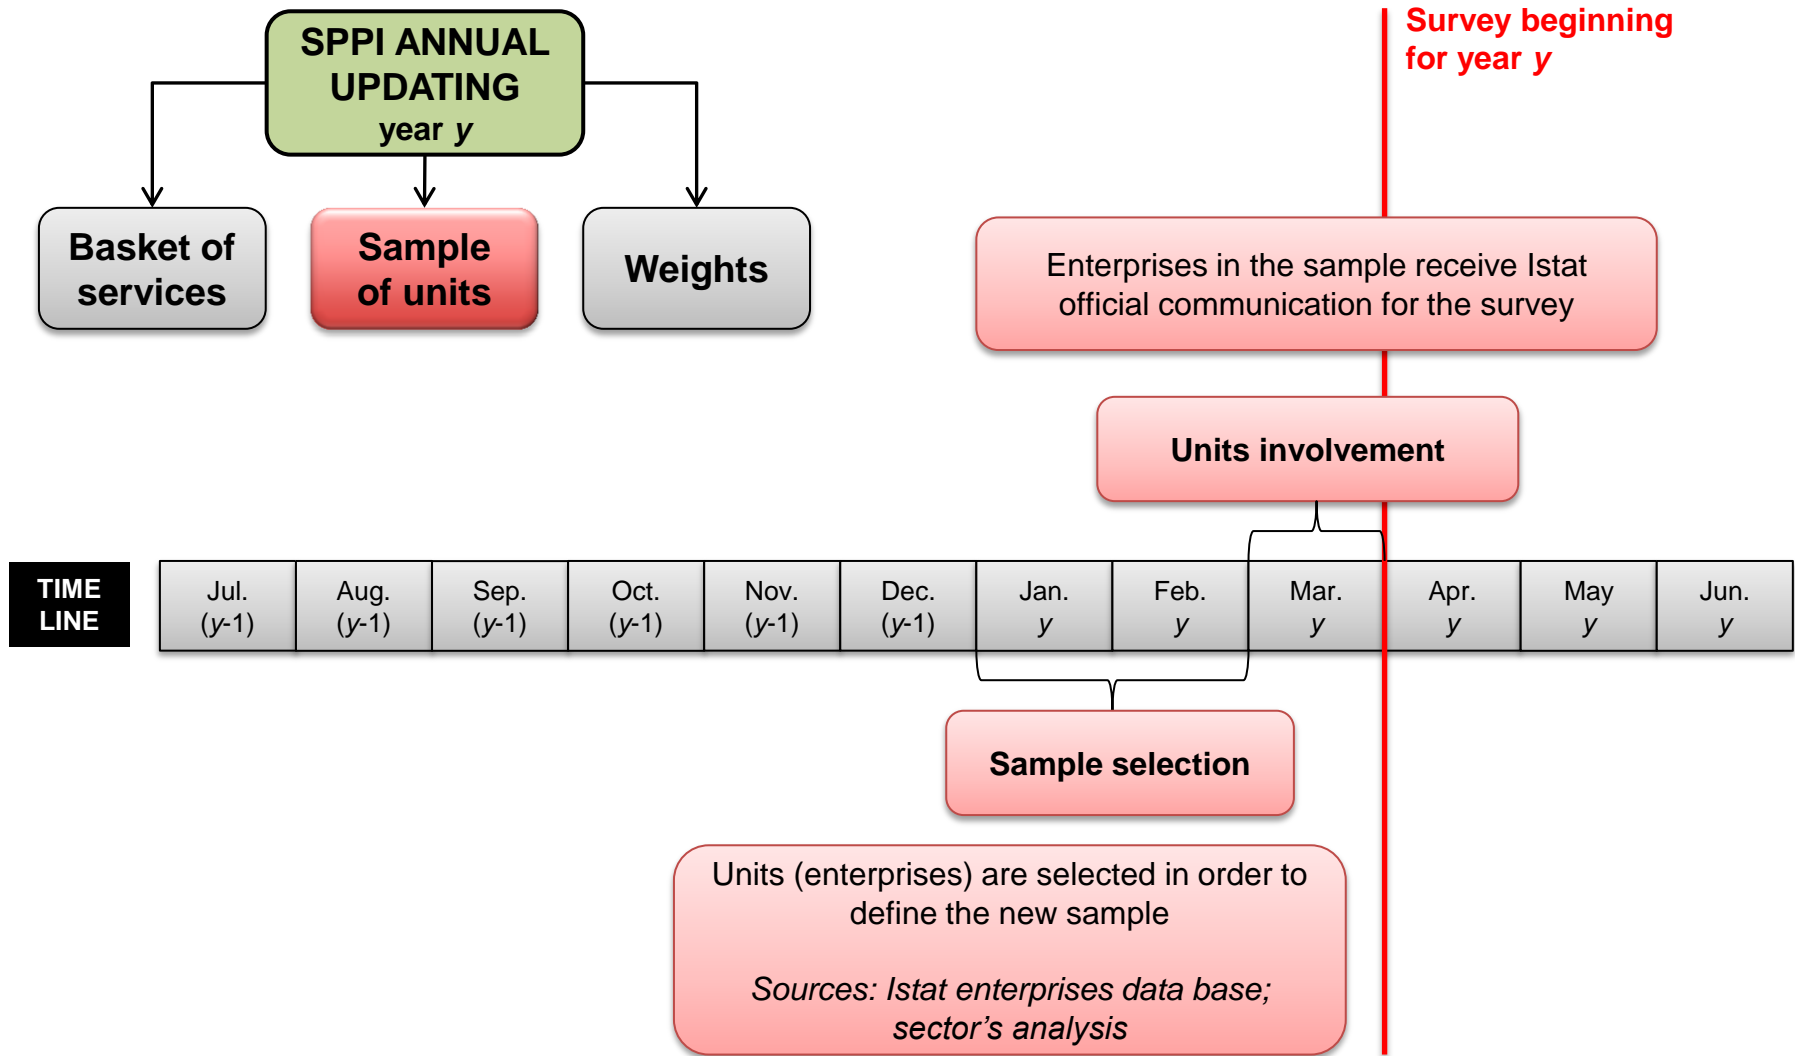 SPPI ANNUAL
UPDATING
year y
Survey beginning
for year y
Basket of
services
Sample
of units
Weights
Enterprises in the sample receive Istat
official communication for the survey
Units involvement
TIME
LINE
Jul.
(y-1)
Aug.
(y-1)
Sep.
(y-1)
Oct.
(y-1)
Nov.
(y-1)
Dec.
(y-1)
Jan.
y
Feb.
y
Mar.
y
Apr.
y
May
y
Jun.
y
Sample selection
Units (enterprises) are selected in order to
define the new sample
Sources: Istat enterprises data base;
sector’s analysis